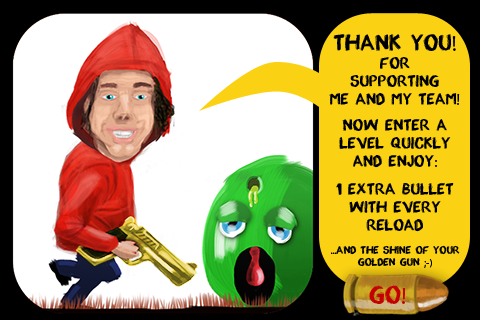 THANK YOU!
FOR
SUPPORTING
ME AND MY TEAM!
NOW ENTER A
LEVEL QUICKLY
AND ENJOY:
1 EXTRA BULLET
WITH EVERY
RELOAD
...AND THE SHINE OF YOUR
GOLDEN GUN ;-)
GO!